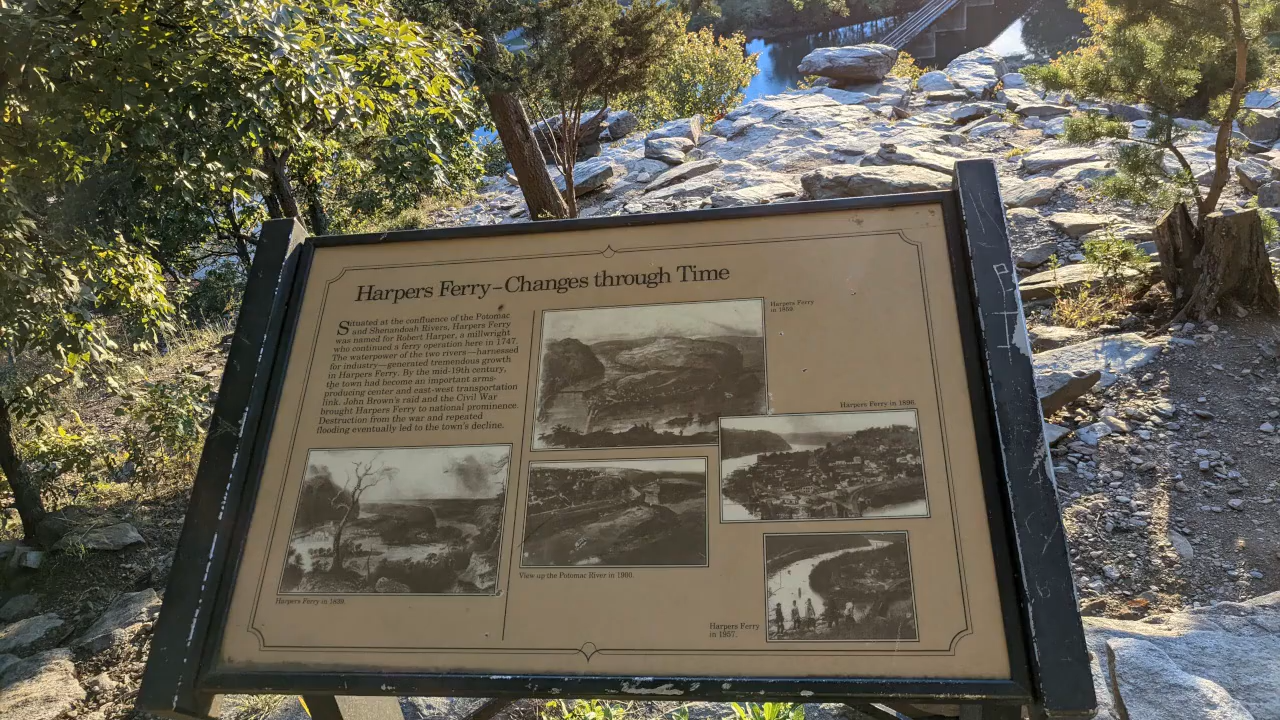 Harpers Ferry–Changes through Time
Situated at the confluence of the Potomac
and Shenandoah Rivers, Harpers Ferry
was named for Robert Harper, a millwright
who continued a ferry operation here in 1747.
The waterpower of the two rivers—harnessed
for industry—generated tremendous growth
in Harpers Ferry. By the mid-19th century,
the town had become an important arms-
producing center and east-west transportation
link. John Brown's raid and the Civil War
brought Harpers Ferry to national prominence.
Destruction from the war and repeated
flooding eventually led to the town's decline.
Harpers Ferry
in
Harpers Ferry in
Harpers Ferry in
View up the Potomac River in
Harpers Ferry
in 1957.